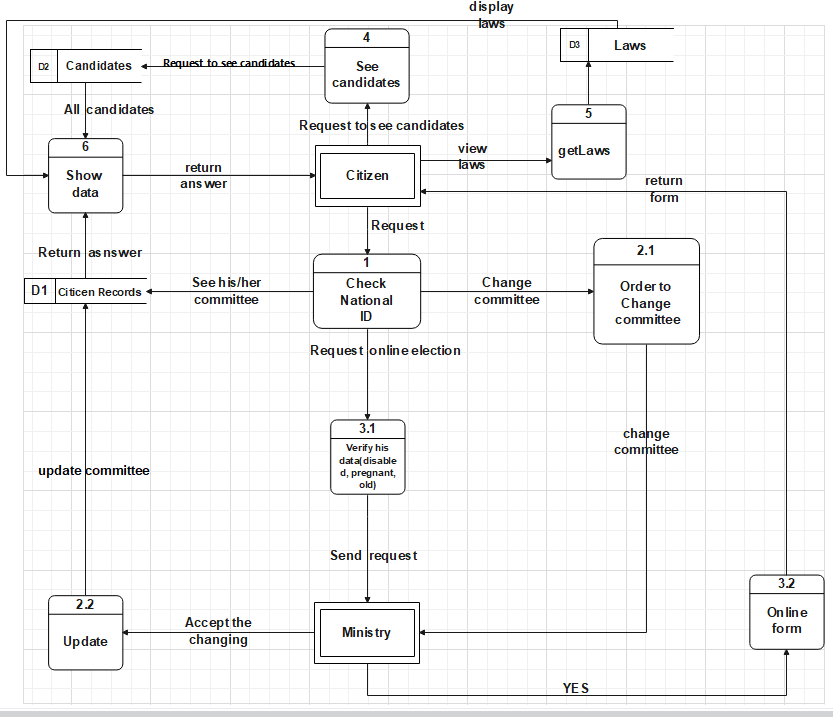 display
laws
4
D3
Laws
D2
Candidates
Request to see candidates
See
candidates
All candidates
5
Request to see candidates
6
getLaws
view
laws
Show
data
return
answer
Citizen
return
form
Request
Return asnswer
2.1
1
D1
Citicen Records
See his/her
committee
Check
National
ID
Change
committee
Order to
Change
committee
Request online election
3.1
change
committee
Verify his
data(disable
d, pregnant,
old)
update committee
Send request
3.2
2.2
Online
form
Accept the
changing
Ministry
Update
YES